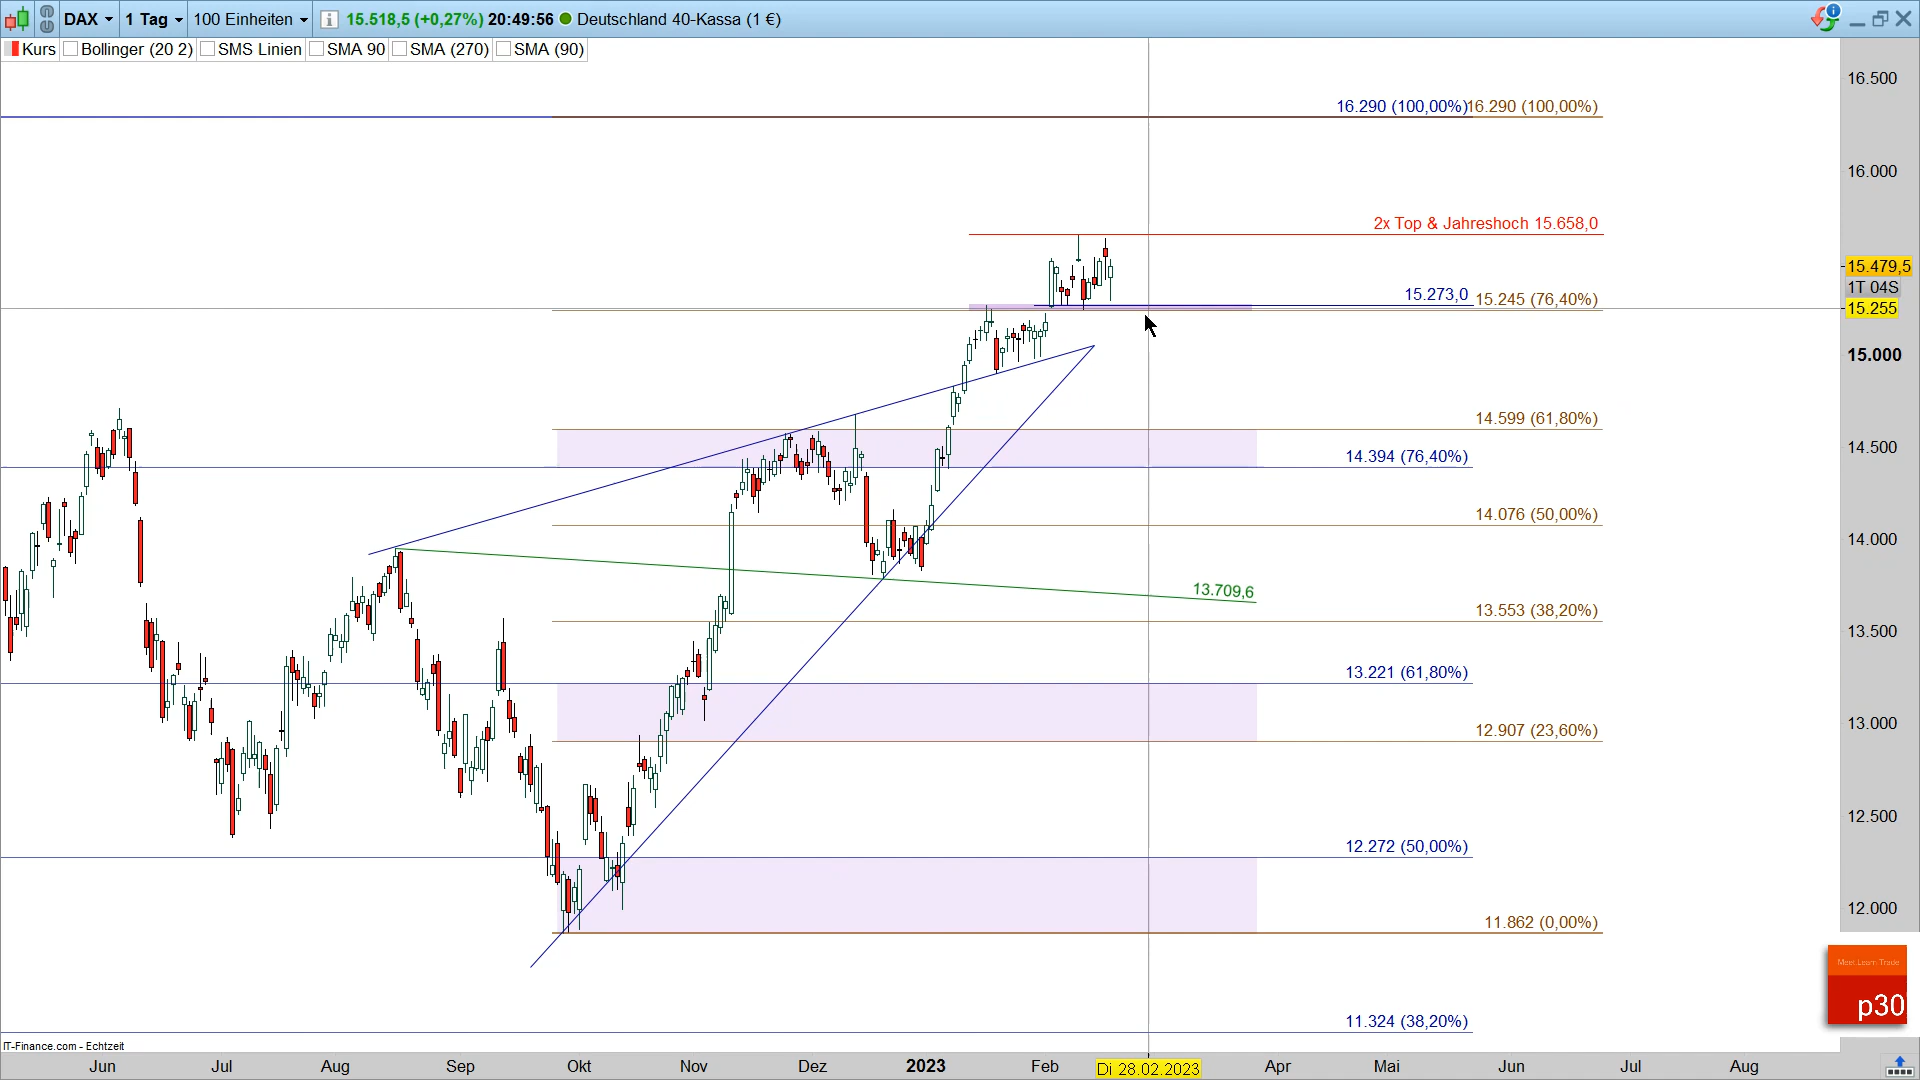 DAX 1 Tag 100 Einheiten 15.518,5 (+0,27%) 20:49:56 Deutschland 40-Kassa (1 €)
Kurs Bollinger (20 2) SMS Linien SMA 90 SMA (270) SMA (90)
16.500
16.290 (100,00%) 16.290 (100,00%)
16.000
2x Top & Jahreshoch 15.658,0
15.479,5
1T 04S
15.273,0 15.245 (76,40%)
15.255
15.000
14.599 (61,80%)
14.500
14.394 (76,40%)
14.076 (50,00%)
14.000
13.709,6
13.553 (38,20%)
13.500
13.221 (61,80%)
12.907 (23,60%)
13.000
12.500
12.272 (50,00%)
12.000
11.862 (0,00%)
Meet Learn Trade
p30
11.324 (38,20%)
IT-Finance.com - Echtzeit
Jun Jul Aug Sep Okt Nov Dez 2023 Feb Di 28.02.2023 Apr Mai Jun Jul Aug